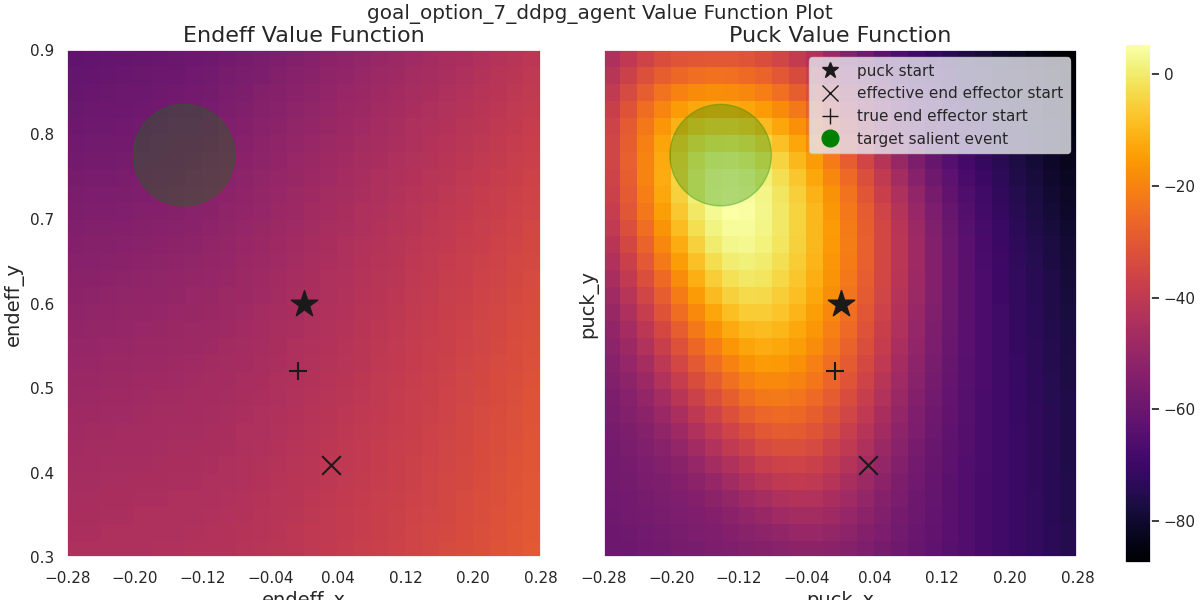 goal_option_7_ddpg_agent Value Function Plot
Endeff Value Function
Puck Value Function
puck start
effective end effector start
true end effector start
target salient event
0.9
0.8
0.7
0.6
0.5
0.4
0.3
endeff_y
−0.28 −0.20 −0.12 −0.04 0.04 0.12 0.20 0.28
endeff_x
puck_y
−0.28 −0.20 −0.12 −0.04 0.04 0.12 0.20 0.28
puck_x
0
−20
−40
−60
−80